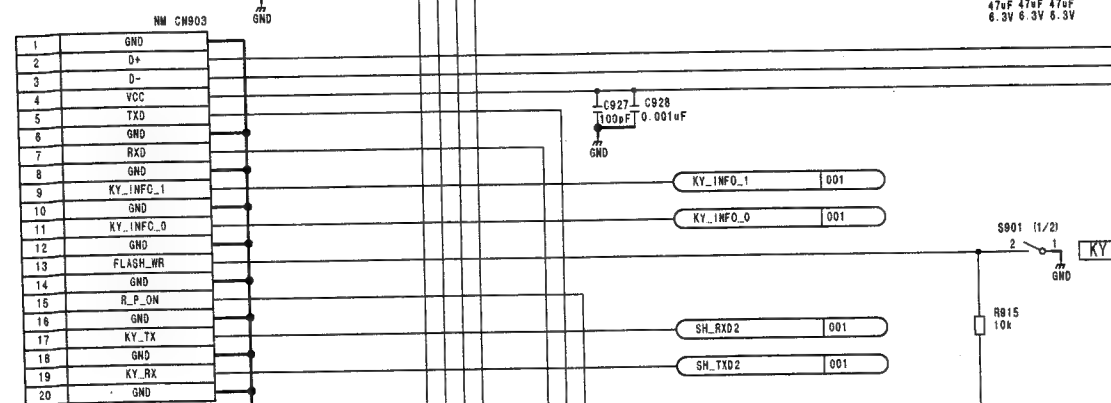 47uF 47uF 47uF
6.3V 6.3V 6.3V
GND
NM CN903
1 GND
2 D+
3 D-
4 VCC
5 TXD
6 GND
7 RXD
8 GND
9 KY_INFO_1
10 GND
11 KY_INFO_0
12 GND
13 FLASH_WR
14 GND
15 R_P_ON
16 GND
17 KY_TX
18 GND
19 KY_RX
20 GND
C927 C928
100pF 0.001uF
GND
KY_INFO_1 001
KY_INFO_0 001
S901 (1/2)
2 1 KY
GND
R915
10k
SH_RXD2 001
SH_TXD2 001